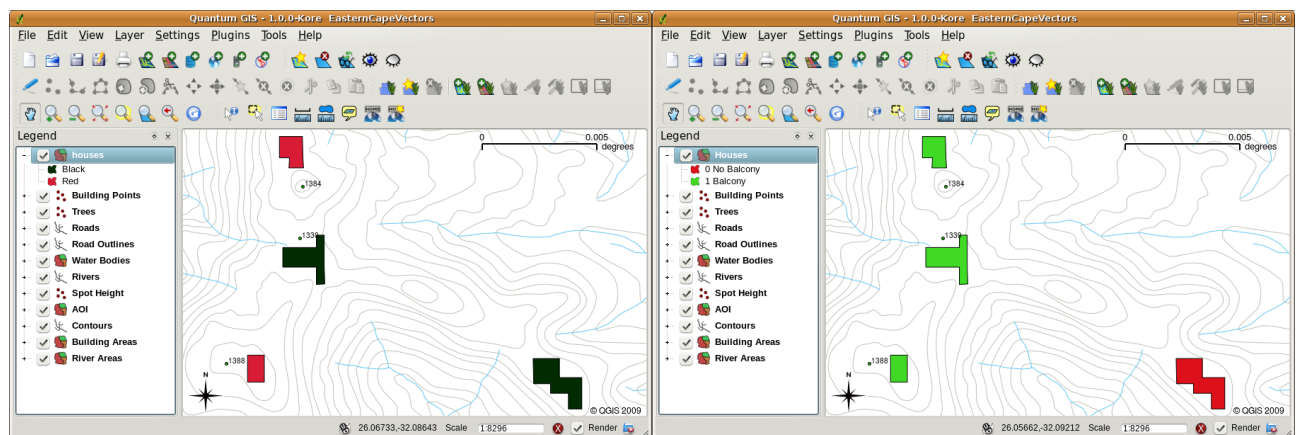 Quantum GIS - 1.0.0-Kore EasternCapeVectors
File Edit View Layer Settings Plugins Tools Help
Legend
houses
Black
Red
Building Points
Trees
Roads
Road Outlines
Water Bodies
Rivers
Spot Height
AOI
Contours
Building Areas
River Areas
0 0.005
degrees
1384
1338
1388
N
© QGIS 2009
26.06733,-32.08643 Scale 1:8296 Render
Quantum GIS - 1.0.0-Kore EasternCapeVectors
File Edit View Layer Settings Plugins Tools Help
Legend
Houses
0 No Balcony
1 Balcony
Building Points
Trees
Roads
Road Outlines
Water Bodies
Rivers
Spot Height
AOI
Contours
Building Areas
River Areas
0 0.005
degrees
1384
1388
N
© QGIS 2009
26.05662,-32.09212 Scale 1:8296 Render